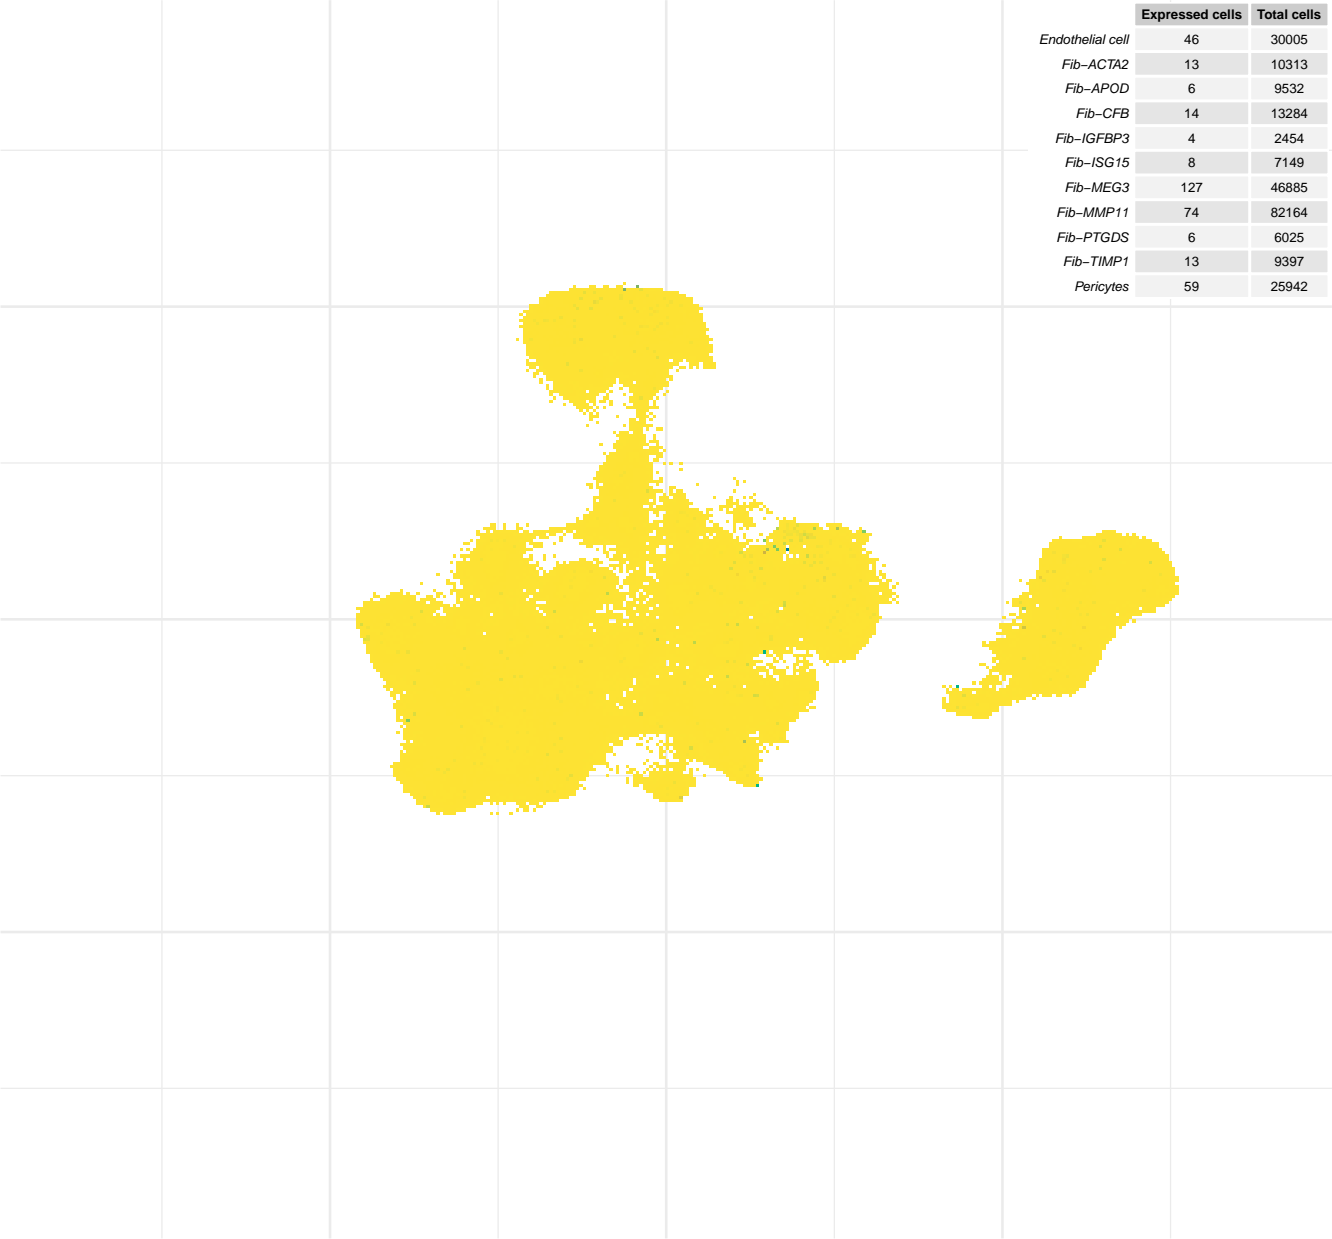 Expressed cells Total cells
Endothelial cell 46 30005
Fib−ACTA2 13 10313
Fib−APOD 6 9532
Fib−CFB 14 13284
Fib−IGFBP3 4 2454
Fib−ISG15 8 7149
Fib−MEG3 127 46885
Fib−MMP11 74 82164
Fib−PTGDS 6 6025
Fib−TIMP1 13 9397
Pericytes 59 25942